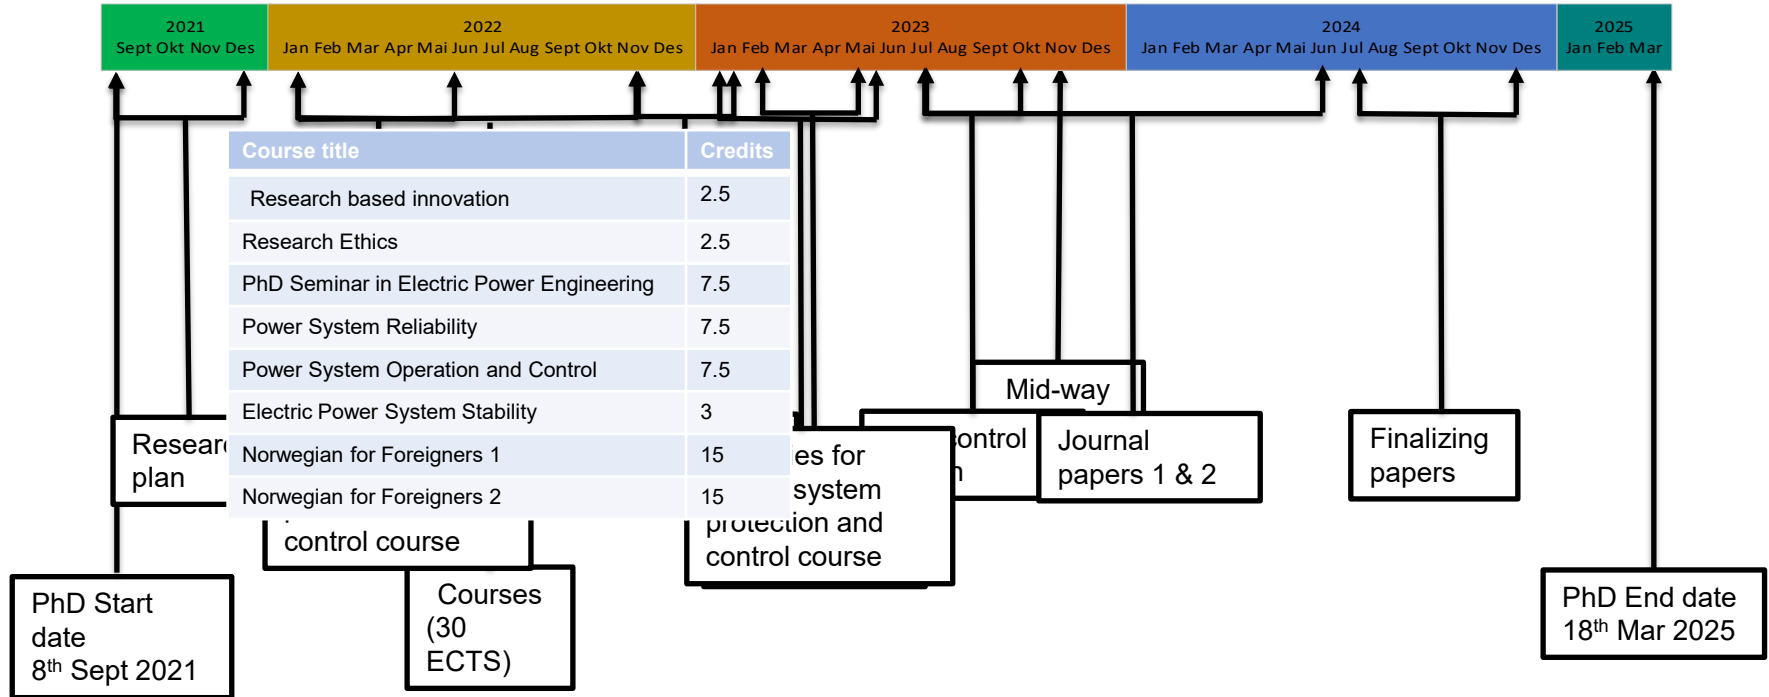 2021
Sept Okt Nov Des
2022
Jan Feb Mar Apr Mai Jun Jul Aug Sept Okt Nov Des
2023
Jan Feb Mar Apr Mai Jun Jul Aug Sept Okt Nov Des
2024
Jan Feb Mar Apr Mai Jun Jul Aug Sept Okt Nov Des
2025
Jan Feb Mar
Course title Credits
Research based innovation 2.5
Research Ethics 2.5
PhD Seminar in Electric Power Engineering 7.5
Power System Reliability 7.5
Power System Operation and Control 7.5
Electric Power System Stability 3
Norwegian for Foreigners 1 15
Norwegian for Foreigners 2 15
plan
control course
Courses
(30
ECTS)
PhD Start
date
8th Sept 2021
for
system
protection and
control course
Mid-way
control
Journal
papers 1 & 2
Finalizing
papers
PhD End date
18th Mar 2025